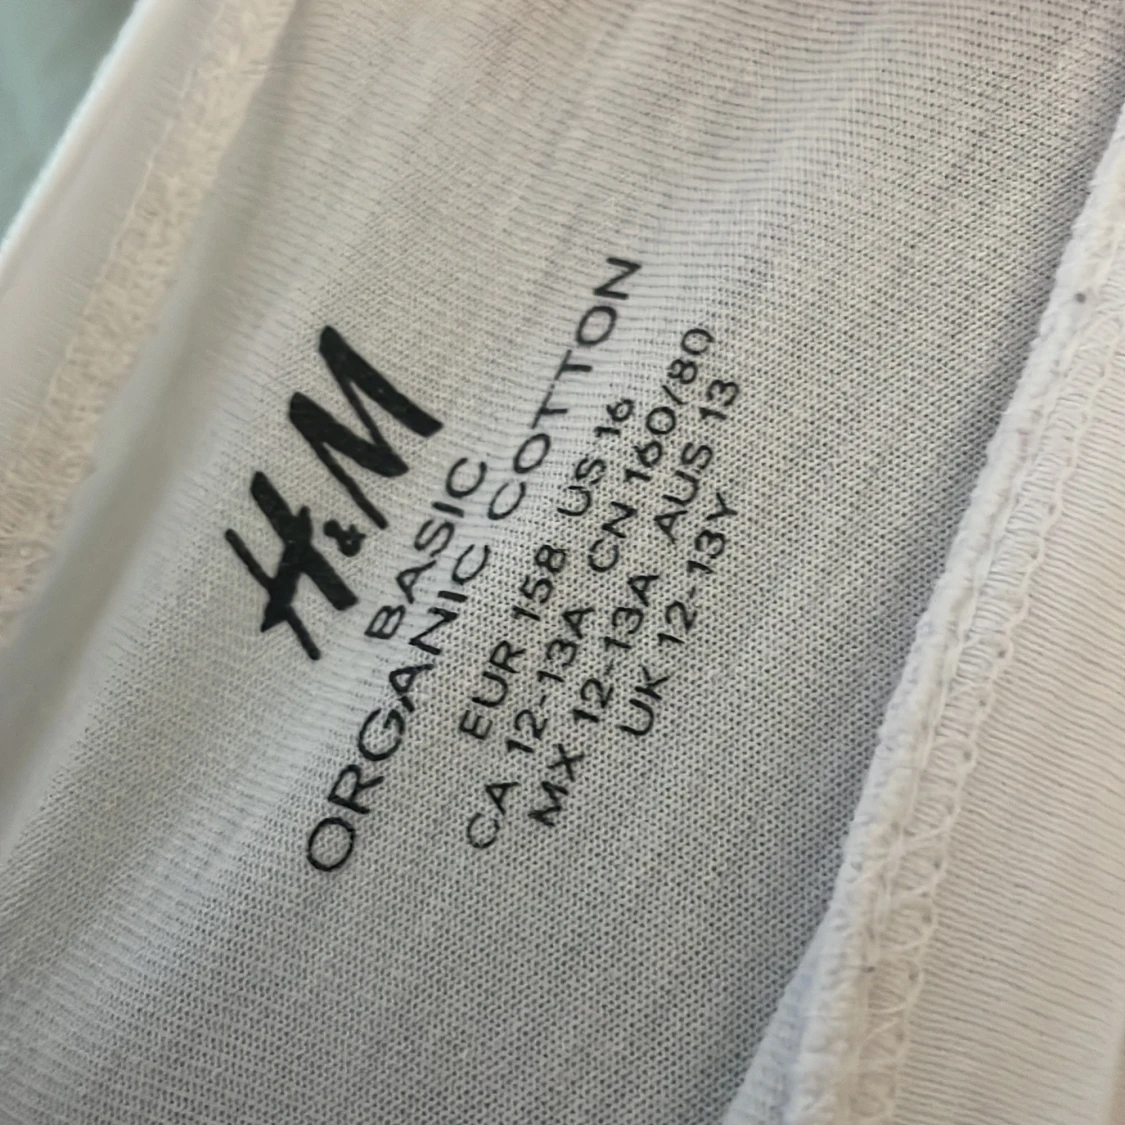 H&M
BASIC
ORGANIC COTTON
EUR 158 US 16
CA 12-13A CN 160/80
MX 12-13A AUS 13
UK 12-13Y